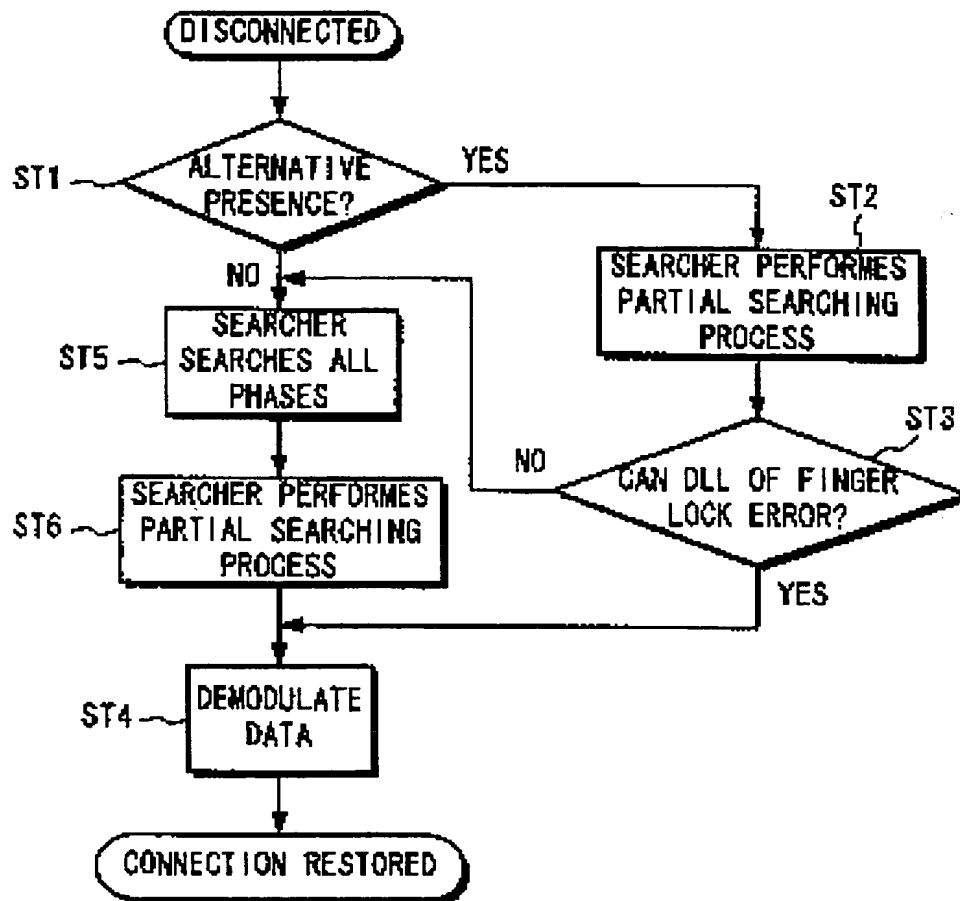 DISCONNECTED
ST1
ALTERNATIVE
PRESENCE?
YES
ST2
SEARCHER PERFORMES
PARTIAL SEARCHING
PROCESS
NO
ST5
SEARCHER
SEARCHES ALL
PHASES
ST3
CAN DLL OF FINGER
LOCK ERROR?
NO
YES
ST6
SEARCHER PERFORMES
PARTIAL SEARCHING
PROCESS
ST4
DEMODULATE
DATA
CONNECTION RESTORED